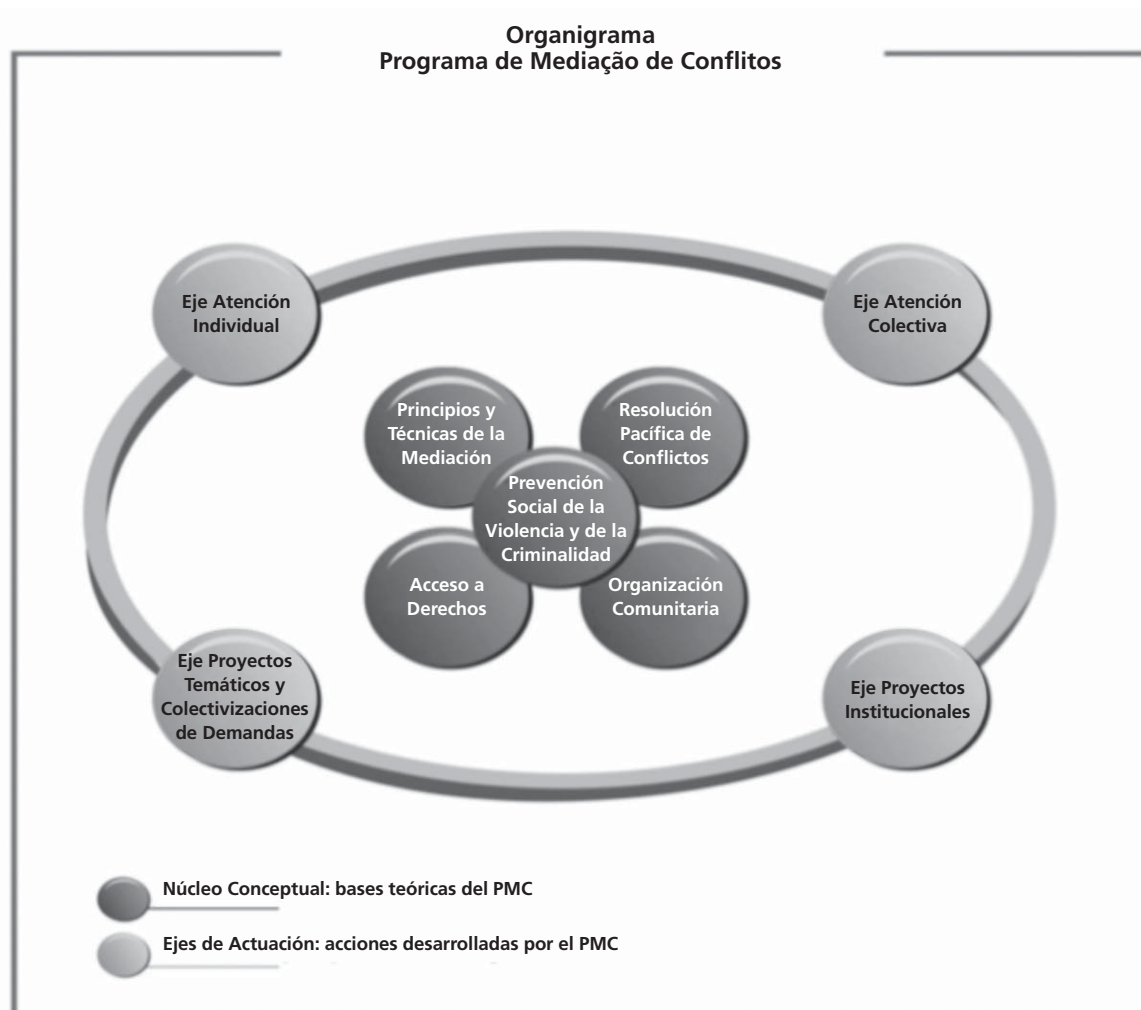 Organigrama
Programa de Mediação de Conflitos
Eje Atención
Individual
Eje Atención
Colectiva
Principios y
Técnicas de la
Mediación
Resolución
Pacífica de
Conflictos
Prevención
Social de la
Violencia y de la
Criminalidad
Acceso a
Derechos
Organización
Comunitaria
Eje Proyectos
Temáticos y
Colectivizaciones
de Demandas
Eje Proyectos
Institucionales
Núcleo Conceptual: bases teóricas del PMC
Ejes de Actuación: acciones desarrolladas por el PMC